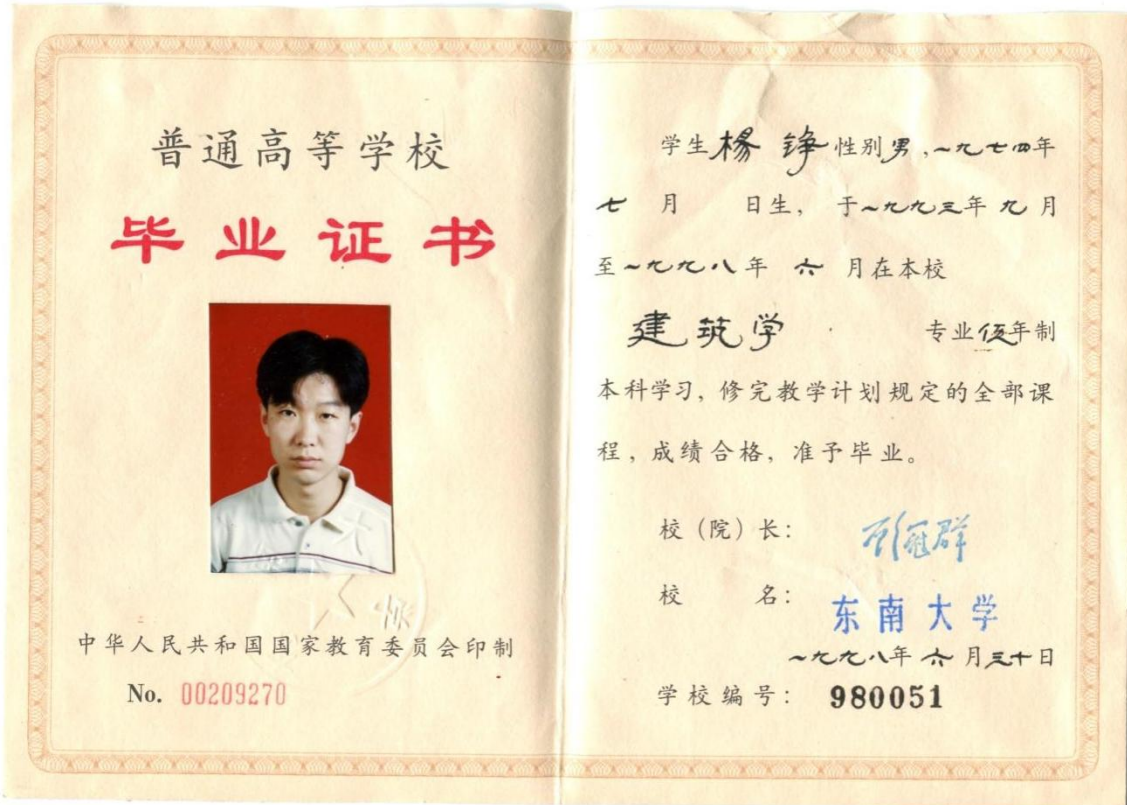 普通高等学校
毕业证书
中华人民共和国国家教育委员会印制
No. 00209270
学生楊 铮性别男，一九七四年
七 月 日生， 于一九九三年 九 月
至一九九八年 六 月在本校
建筑学 专业伍年制
本科学习，修完教学计划规定的全部课
程，成绩合格，准予毕业。
校（院）长： 顾冠群
校 名： 东南大学
一九九八年 六 月三十日
学校编号： 980051